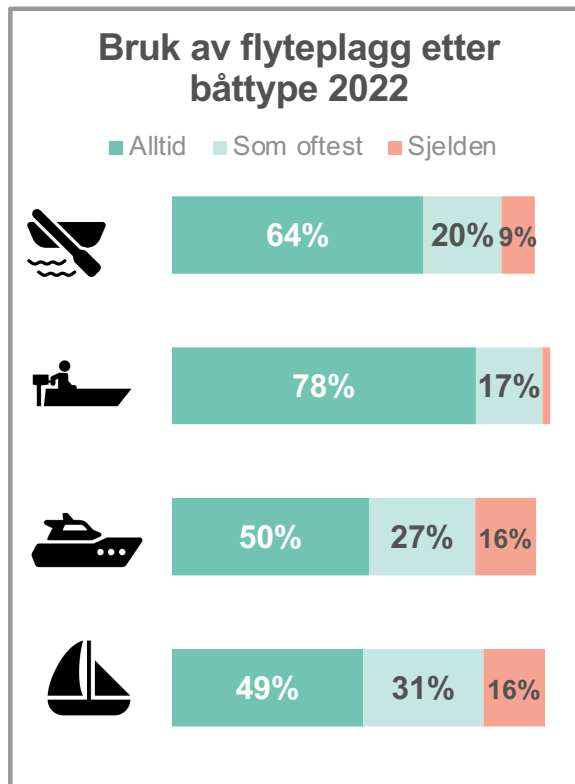 Bruk av flyteplagg etter
båttype 2022
Alltid Som oftest Sjelden
64% 20% 9%
78% 17%
50% 27% 16%
49% 31% 16%